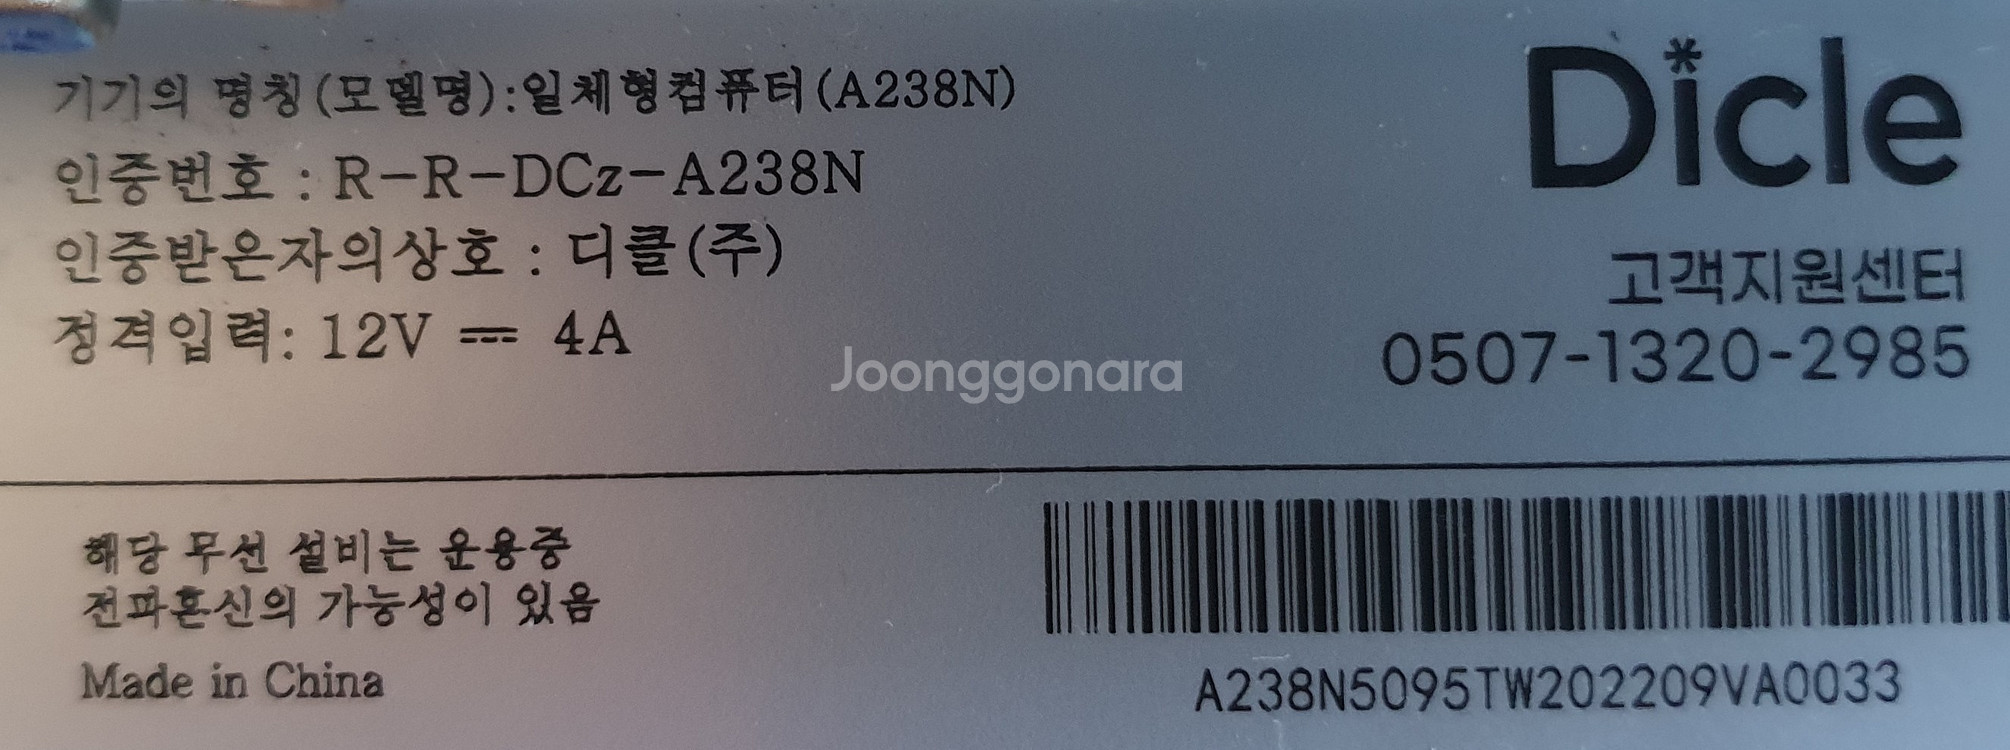 기기의 명칭(모델명):일체형컴퓨터(A238N)
인증번호 : R-R-DCz-A238N
인증받은자의상호 : 디클(주)
정격입력: 12V ⎓ 4A
Dicle
고객지원센터
0507-1320-2985
Joonggonara
해당 무선 설비는 운용중
전파혼신의 가능성이 있음
Made in China
A238N5095TW202209VA0033